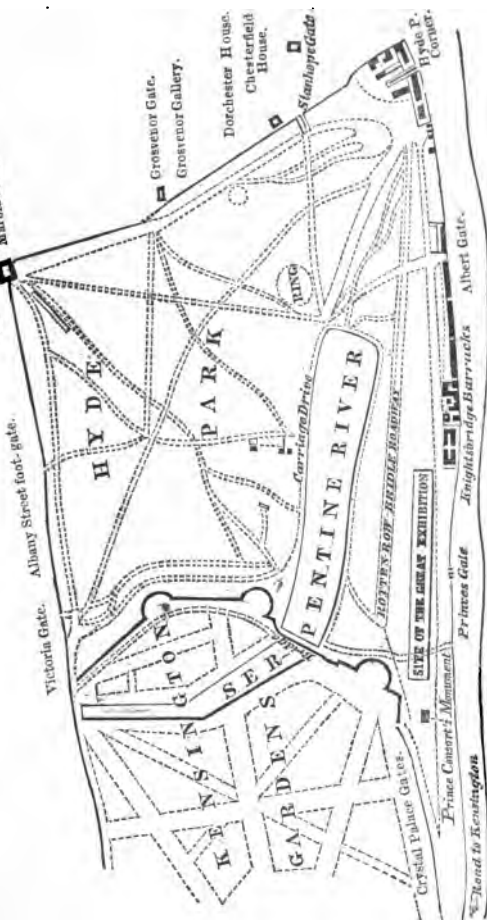 Victoria Gate.
Albany Street foot-gate.
Grosvenor Gate.
Grosvenor Gallery.
Dorchester House.
Chesterfield
House.
Stanhope Gate
Hyde P.
Corner.
HYDE
PARK
RING
Carriage Drive
KENSINGTON
GARDENS
SER
Bridge
PENTINE RIVER
ROTTEN ROW BRIDLE ROADWAY
SITE OF THE GREAT EXHIBITION
Crystal Palace Gates.
Prince Consort's Monument
Princes Gate
Knightsbridge Barracks
Albert Gate.
Road to Kensington